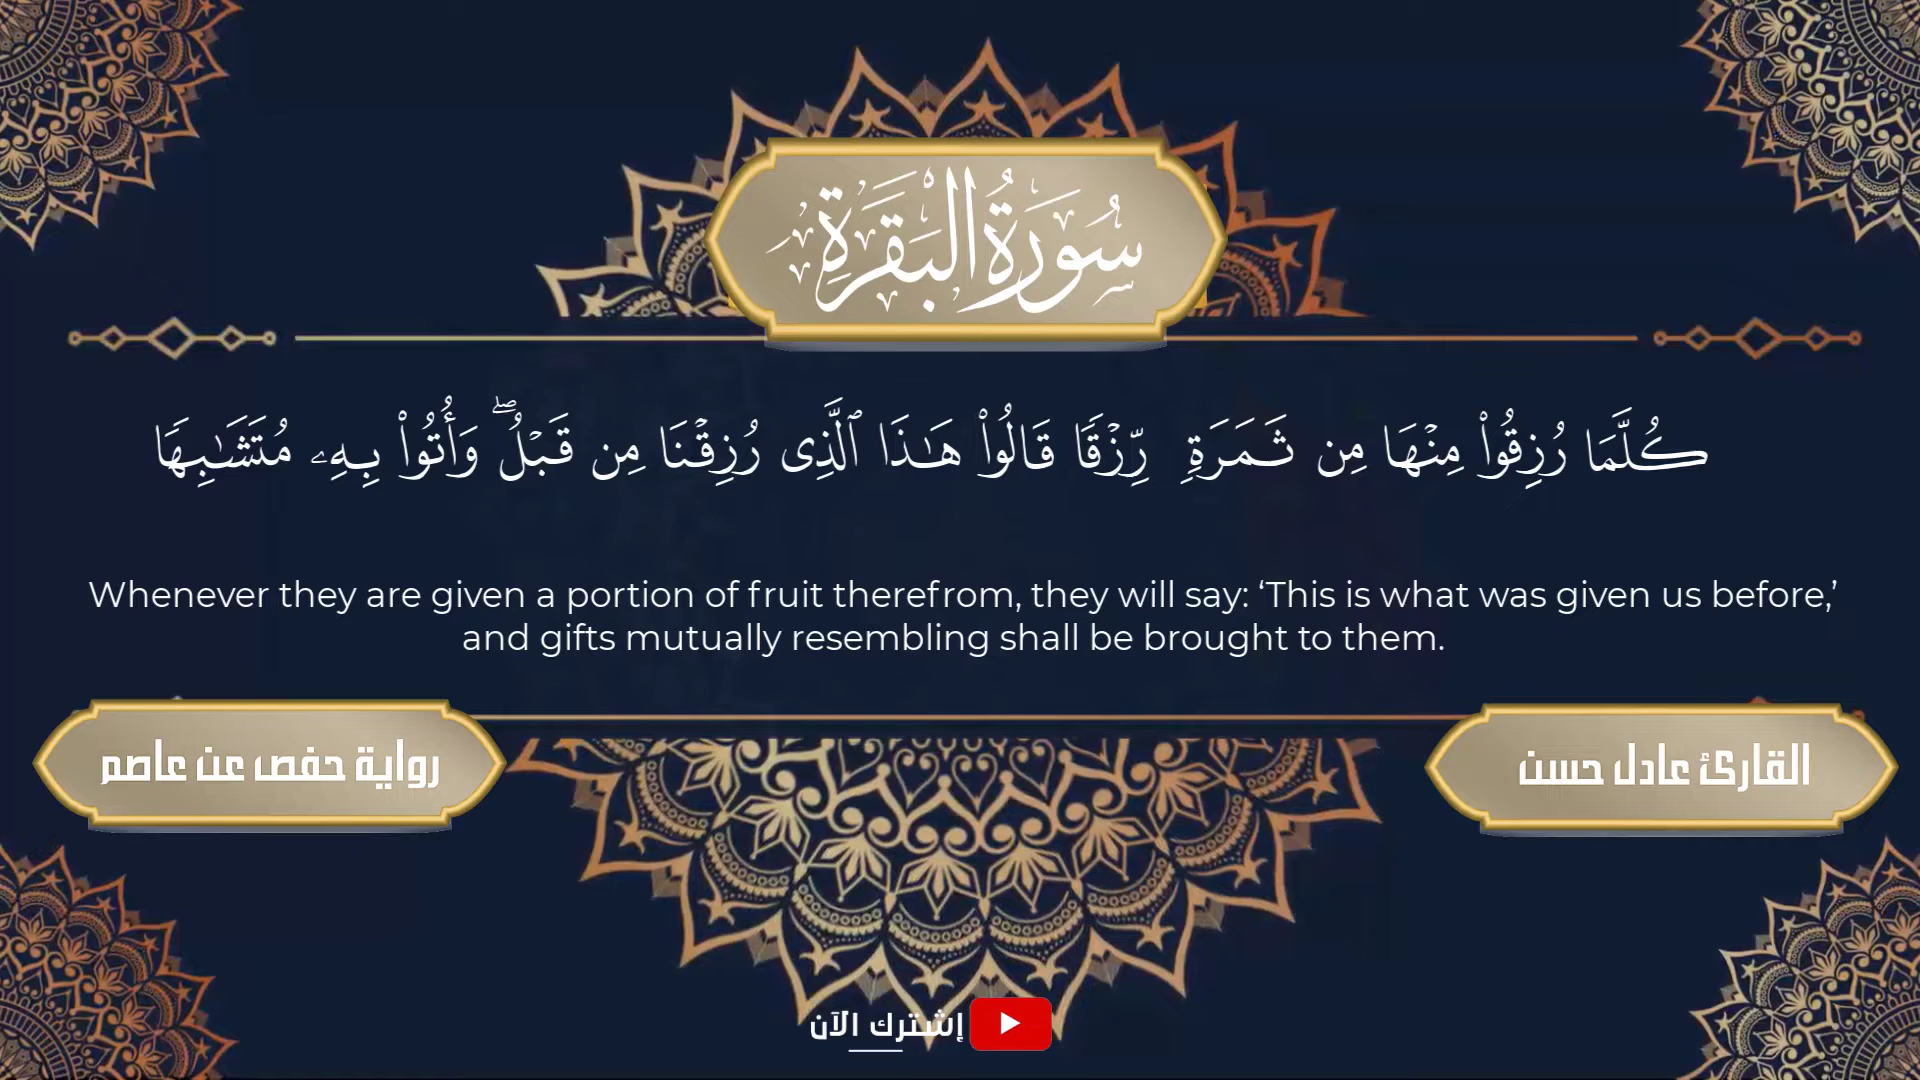 سُورَةُ البَقَرَةِ
كُلَّمَا رُزِقُوا۟ مِنْهَا مِن ثَمَرَةٍ رِّزْقًا قَالُوا۟ هَـٰذَا ٱلَّذِى رُزِقْنَا مِن قَبْلُ ۖ وَأُتُوا۟ بِهِۦ مُتَشَـٰبِهًا
Whenever they are given a portion of fruit therefrom, they will say: ‘This is what was given us before,’
and gifts mutually resembling shall be brought to them.
القارئ عادل حسن
رواية حفص عن عاصم
إشترك الآن